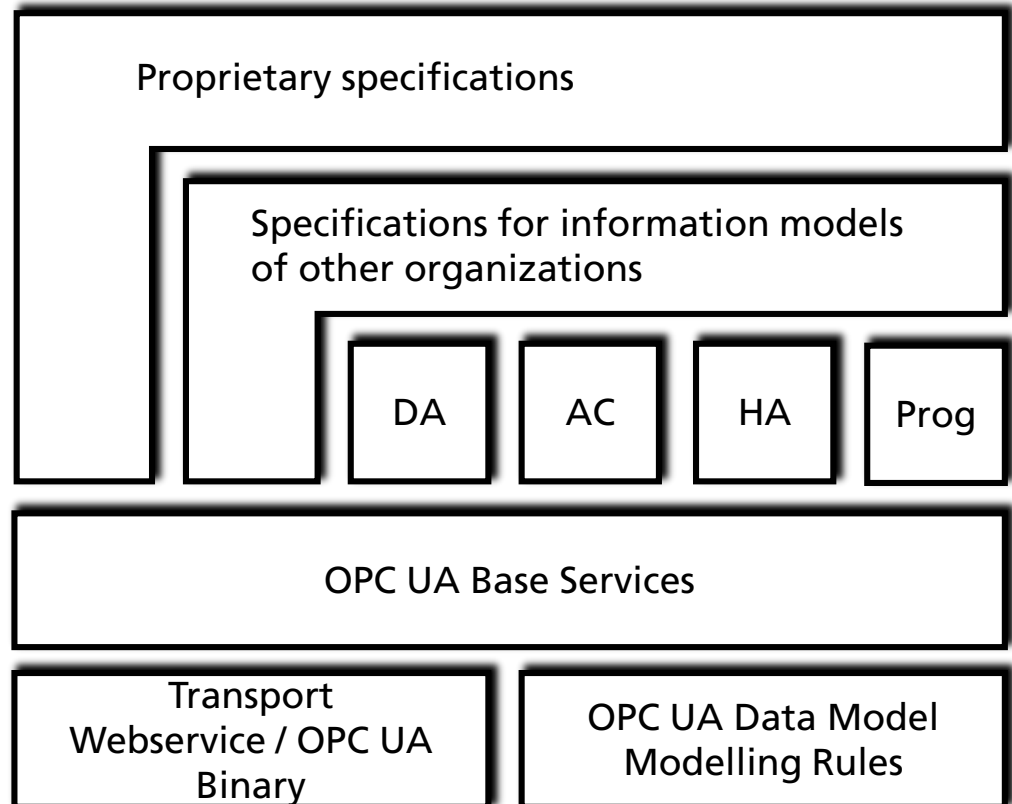 Proprietary specifications
Specifications for information models
of other organizations
DA
AC
HA
Prog
OPC UA Base Services
Transport
Webservice / OPC UA
Binary
OPC UA Data Model
Modelling Rules